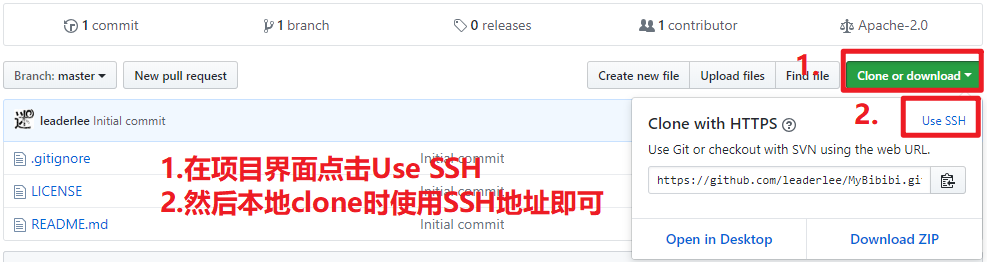 1 commit 1 branch 0 releases 1 contributor Apache-2.0
1.
Branch: master New pull request Create new file Upload files Find file Clone or download
2.
leaderlee Initial commit
Clone with HTTPS Use SSH
Use Git or checkout with SVN using the web URL.
.gitignore Initial commit
1.在项目界面点击Use SSH
https://github.com/leaderlee/MyBibibi.gi
LICENSE
2.然后本地clone时使用SSH地址即可
README.md Initial commit
Open in Desktop Download ZIP